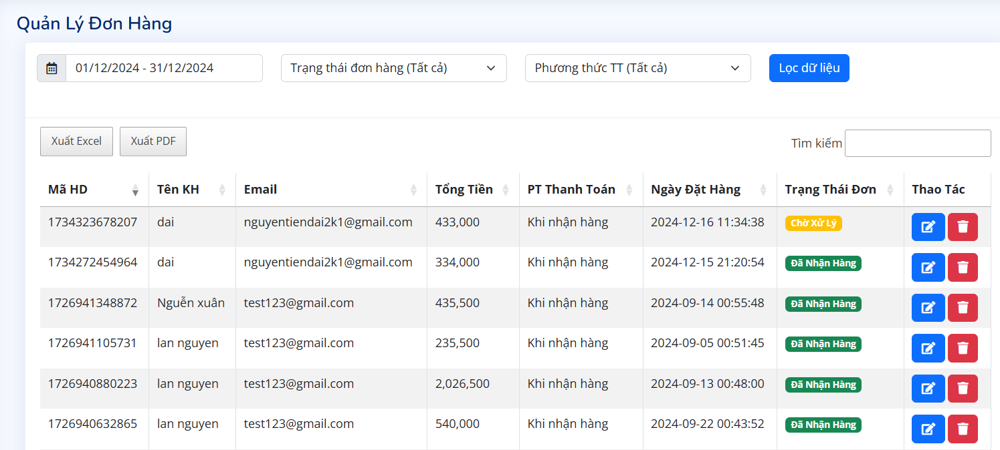 Quản Lý Đơn Hàng
01/12/2024 - 31/12/2024 Trạng thái đơn hàng (Tất cả) Phương thức TT (Tất cả) Lọc dữ liệu
Xuất Excel Xuất PDF Tìm kiếm
Mã HD Tên KH Email Tổng Tiền PT Thanh Toán Ngày Đặt Hàng Trạng Thái Đơn Thao Tác
1734323678207 dai nguyentiendai2k1@gmail.com 433,000 Khi nhận hàng 2024-12-16 11:34:38 Chờ Xử Lý
1734272454964 dai nguyentiendai2k1@gmail.com 334,000 Khi nhận hàng 2024-12-15 21:20:54 Đã Nhận Hàng
1726941348872 Nguễn xuân test123@gmail.com 435,500 Khi nhận hàng 2024-09-14 00:55:48 Đã Nhận Hàng
1726941105731 lan nguyen test123@gmail.com 235,500 Khi nhận hàng 2024-09-05 00:51:45 Đã Nhận Hàng
1726940880223 lan nguyen test123@gmail.com 2,026,500 Khi nhận hàng 2024-09-13 00:48:00 Đã Nhận Hàng
1726940632865 lan nguyen test123@gmail.com 540,000 Khi nhận hàng 2024-09-22 00:43:52 Đã Nhận Hàng